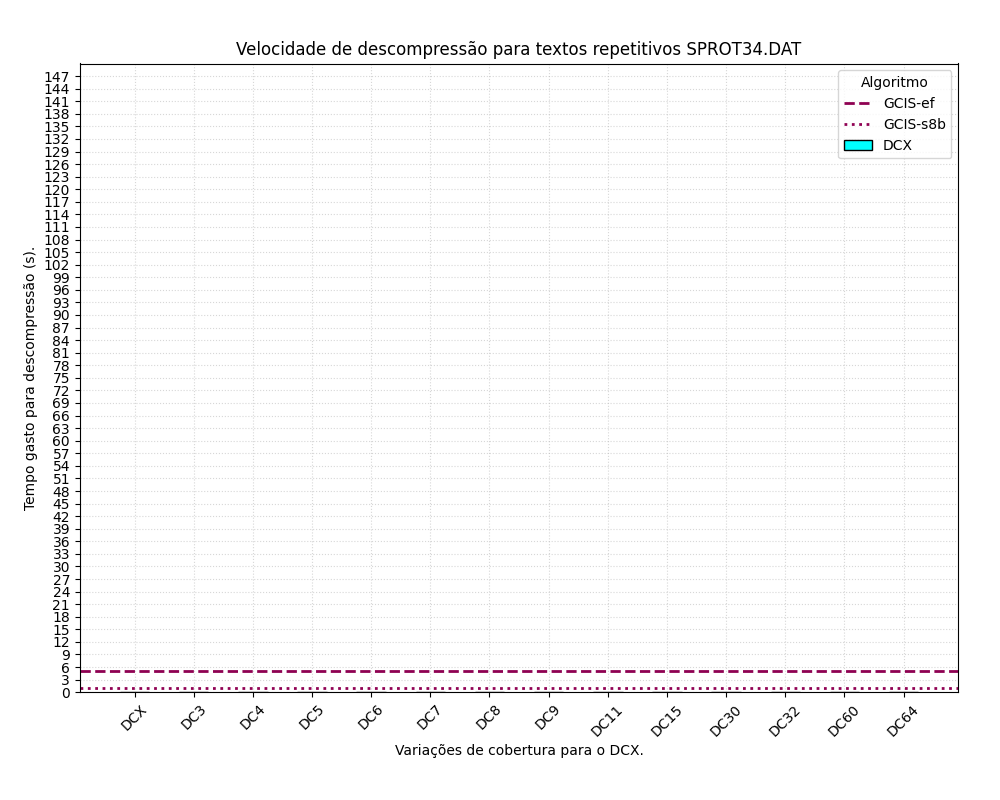 Velocidade de descompressão para textos repetitivos SPROT34.DAT
Algoritmo
GCIS-ef
GCIS-s8b
DCX
Tempo gasto para descompressão (s).
147
144
141
138
135
132
129
126
123
120
117
114
111
108
105
102
99
96
93
90
87
84
81
78
75
72
69
66
63
60
57
54
51
48
45
42
39
36
33
30
27
24
21
18
15
12
9
6
3
0
DCX
DC3
DC4
DC5
DC6
DC7
DC8
DC9
DC11
DC15
DC30
DC32
DC60
DC64
Variações de cobertura para o DCX.